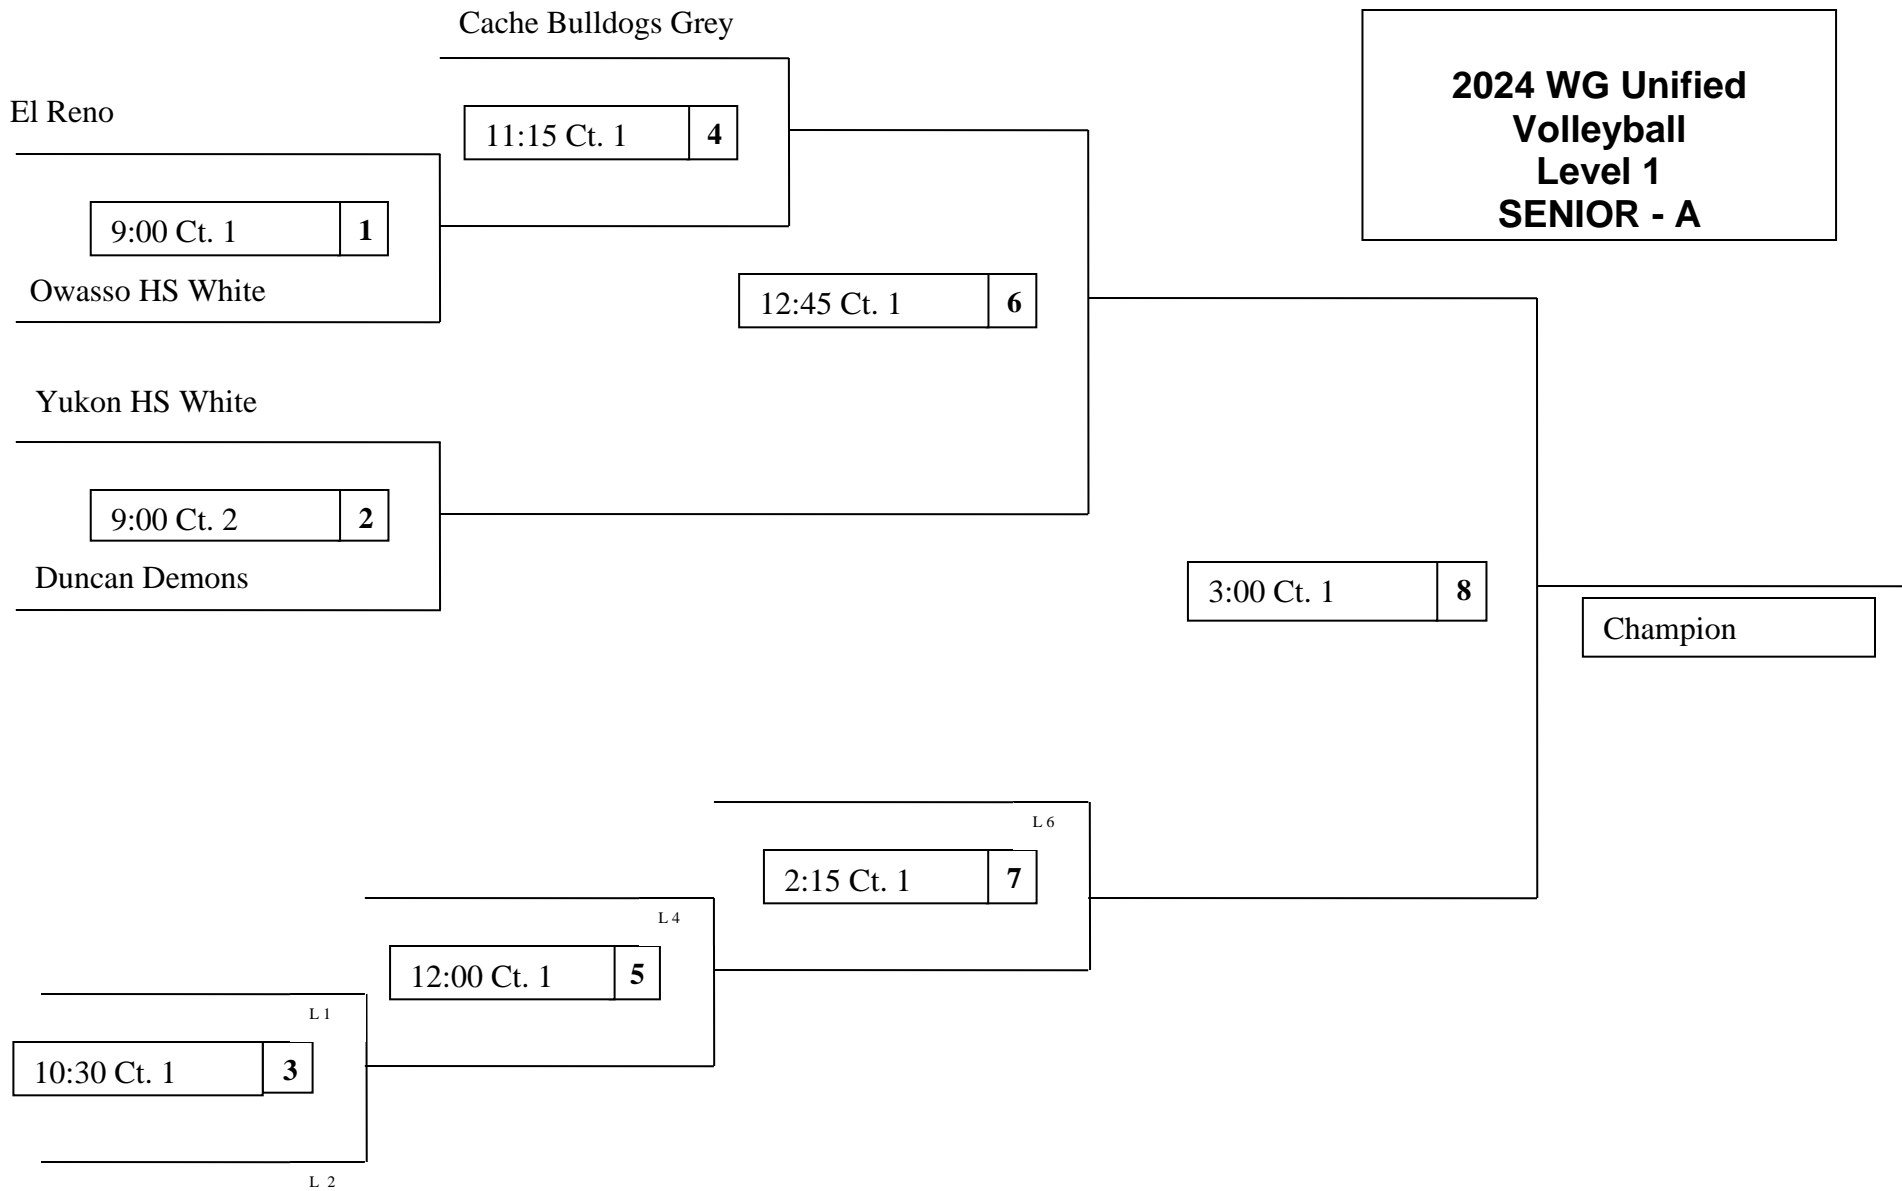 Cache Bulldogs Grey
2024 WG Unified
Volleyball
Level 1
SENIOR - A
El Reno
11:15 Ct. 1 4
9:00 Ct. 1 1
Owasso HS White
12:45 Ct. 1 6
Yukon HS White
9:00 Ct. 2 2
Duncan Demons
3:00 Ct. 1 8
Champion
L 6
2:15 Ct. 1 7
L 4
12:00 Ct. 1 5
L 1
10:30 Ct. 1 3
L 2